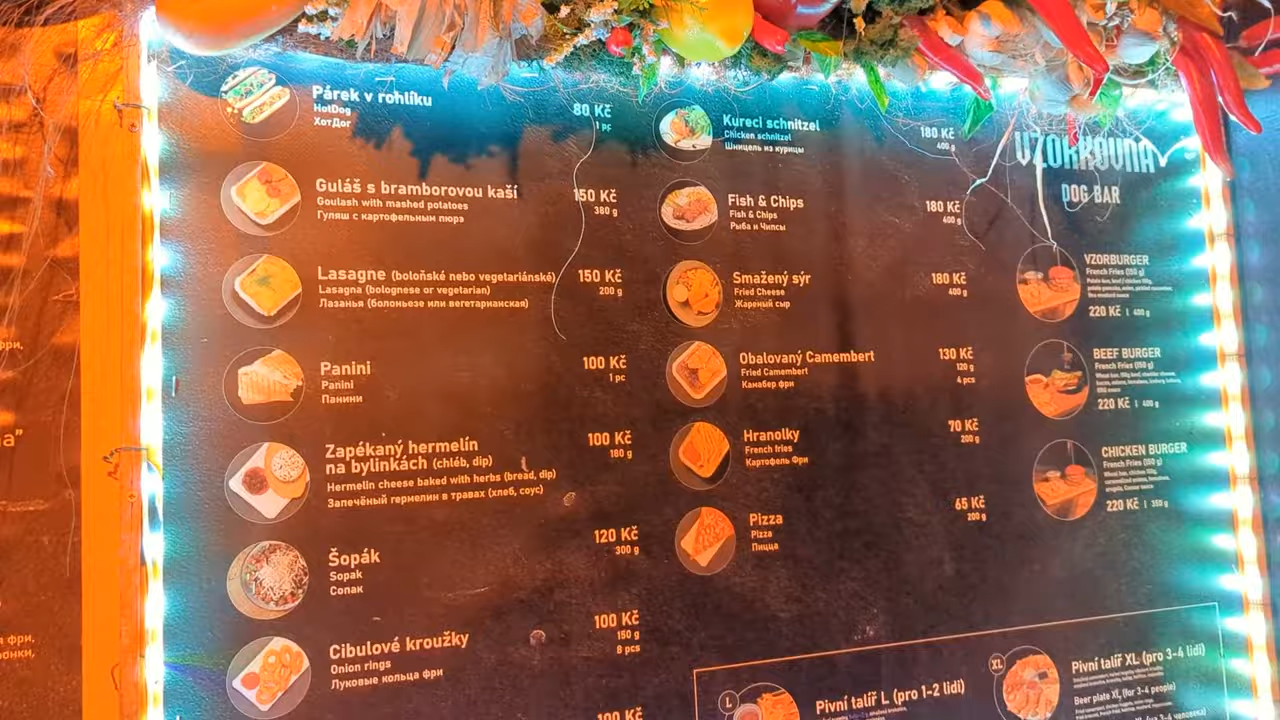 Párek v rohlíku
HotDog
ХотДог
80 Kč
Guláš s bramborovou kaší
Goulash with mashed potatoes
Гуляш с картофельным пюрэ
150 Kč
380 g
Lasagne (boloňské nebo vegetariánské)
Lasagna (bolognese or vegetarian)
Лазанья (болоньезе или вегетарианская)
150 Kč
200 g
Panini
Panini
Панини
100 Kč
1 pc
Zapékaný hermelín
na bylinkách (chléb, dip)
Hermelin cheese baked with herbs (bread, dip)
Запечёный гермелин в травах (хлеб, соус)
100 Kč
180 g
Šopák
Sopak
Сопак
120 Kč
300 g
Cibulové kroužky
Onion rings
Луковые кольца фри
100 Kč
150 g
8 pcs
100 Kč
Kurecí schnitzel
Chicken schnitzel
Шницель из курицы
180 Kč
400 g
Fish & Chips
Fish & Chips
Рыба и Чипсы
180 Kč
400 g
Smažený sýr
Fried Cheese
Жареный сыр
180 Kč
400 g
Obalovaný Camembert
Fried Camembert
Камабер фри
130 Kč
120 g
4 pcs
Hranolky
French fries
Картофель Фри
70 Kč
200 g
Pizza
Pizza
Пицца
65 Kč
200 g
VZORKOVNA
DOG BAR
VZORBURGER
French Fries (150 g)
220 Kč | 400 g
BEEF BURGER
French Fries (150 g)
220 Kč | 400 g
CHICKEN BURGER
French Fries (150 g)
220 Kč | 350 g
L
Pivní talíř L (pro 1-2 lidí)
XL
Pivní talíř XL (pro 3-4 lidí)
Beer plate XL (for 3-4 people)